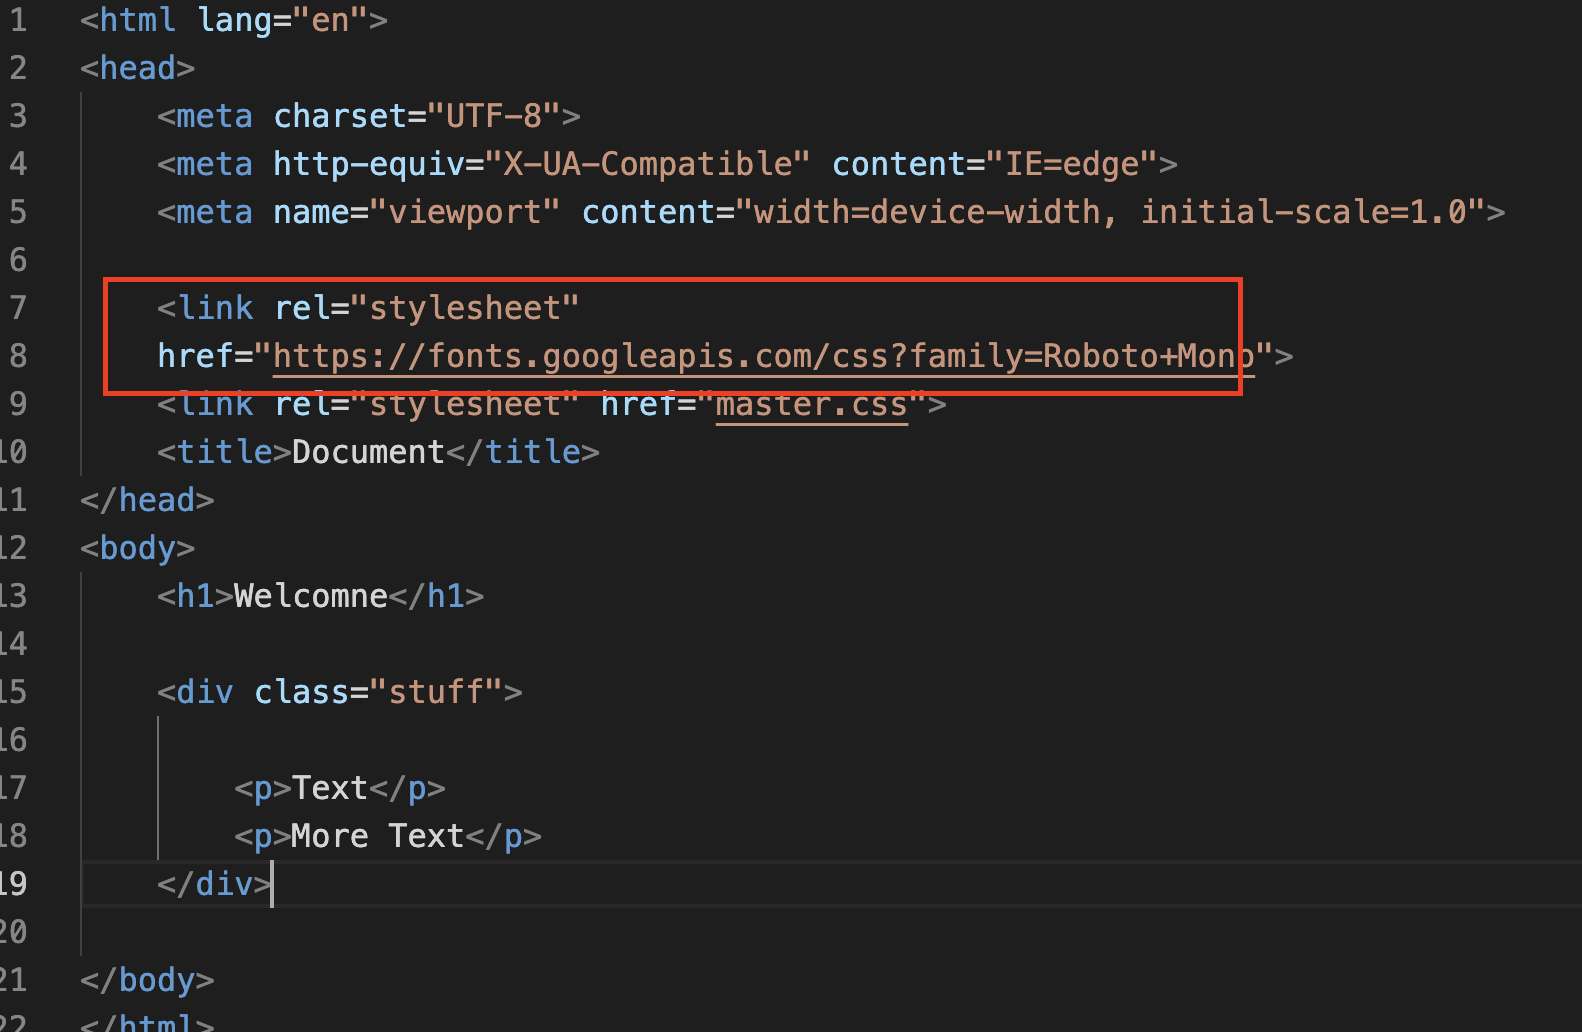 1 <html lang="en">
2 <head>
3 <meta charset="UTF-8">
4 <meta http-equiv="X-UA-Compatible" content="IE=edge">
5 <meta name="viewport" content="width=device-width, initial-scale=1.0">
6
7 <link rel="stylesheet"
8 href="https://fonts.googleapis.com/css?family=Roboto+Mono">
9 <link rel="stylesheet" href="master.css">
10 <title>Document</title>
11 </head>
12 <body>
13 <h1>Welcomne</h1>
14
15 <div class="stuff">
16
17 <p>Text</p>
18 <p>More Text</p>
19 </div>
20
21 </body>
22 </html>